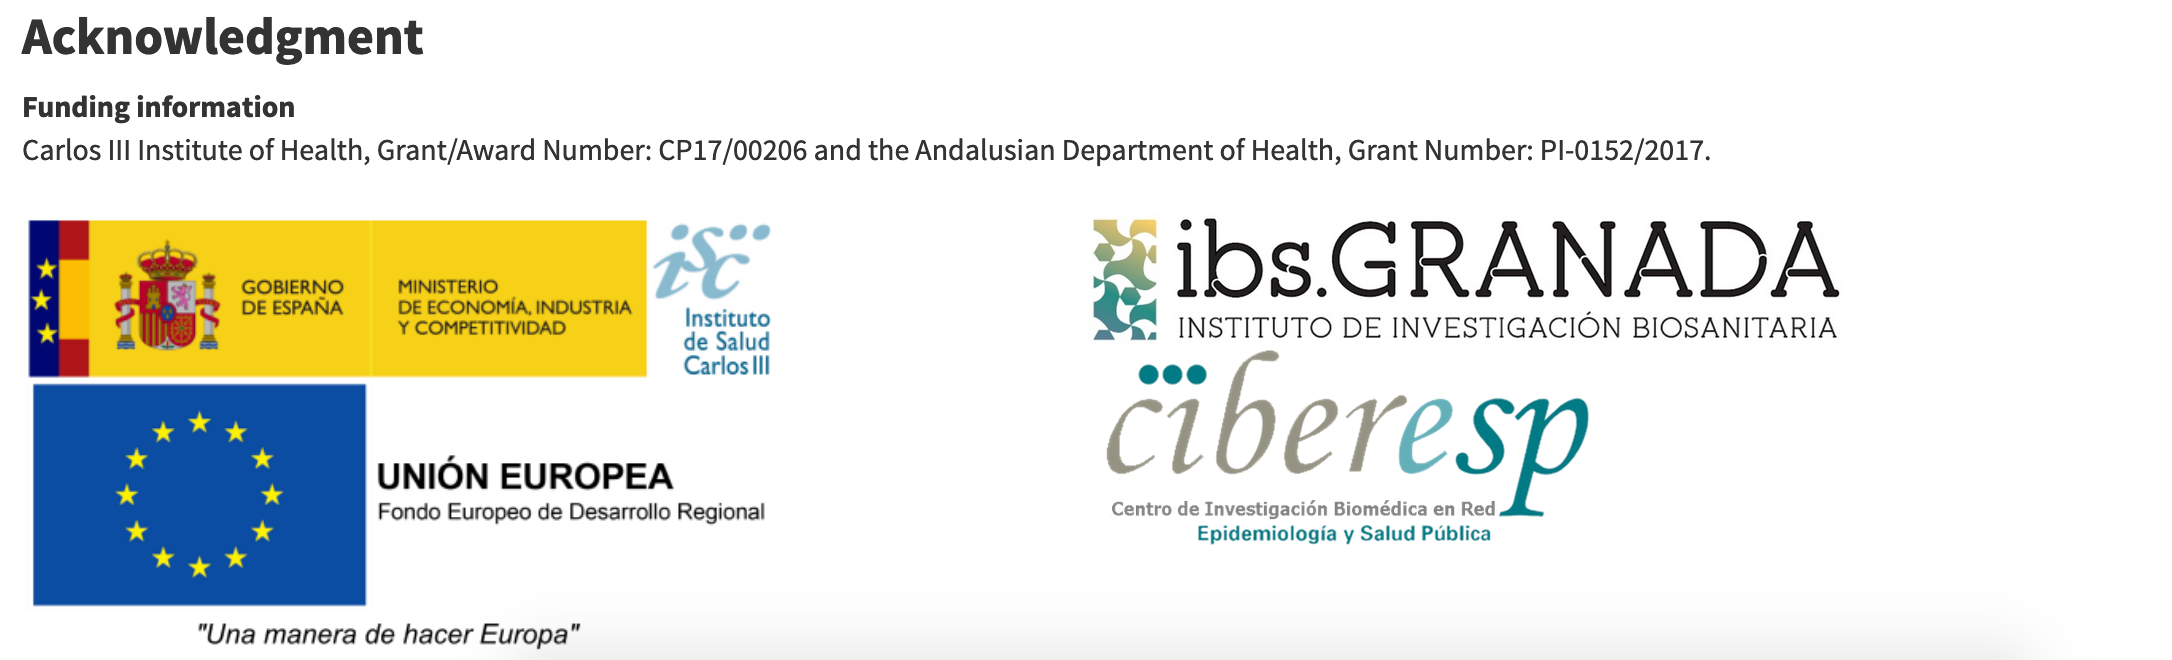 Acknowledgment
Funding information
Carlos III Institute of Health, Grant/Award Number: CP17/00206 and the Andalusian Department of Health, Grant Number: PI-0152/2017.
GOBIERNO
DE ESPAÑA
MINISTERIO
DE ECONOMÍA, INDUSTRIA
Y COMPETITIVIDAD
isc
Instituto
de Salud
Carlos III
UNIÓN EUROPEA
Fondo Europeo de Desarrollo Regional
"Una manera de hacer Europa"
ibs.GRANADA
INSTITUTO DE INVESTIGACIÓN BIOSANITARIA
ciberesp
Centro de Investigación Biomédica en Red
Epidemiología y Salud Pública